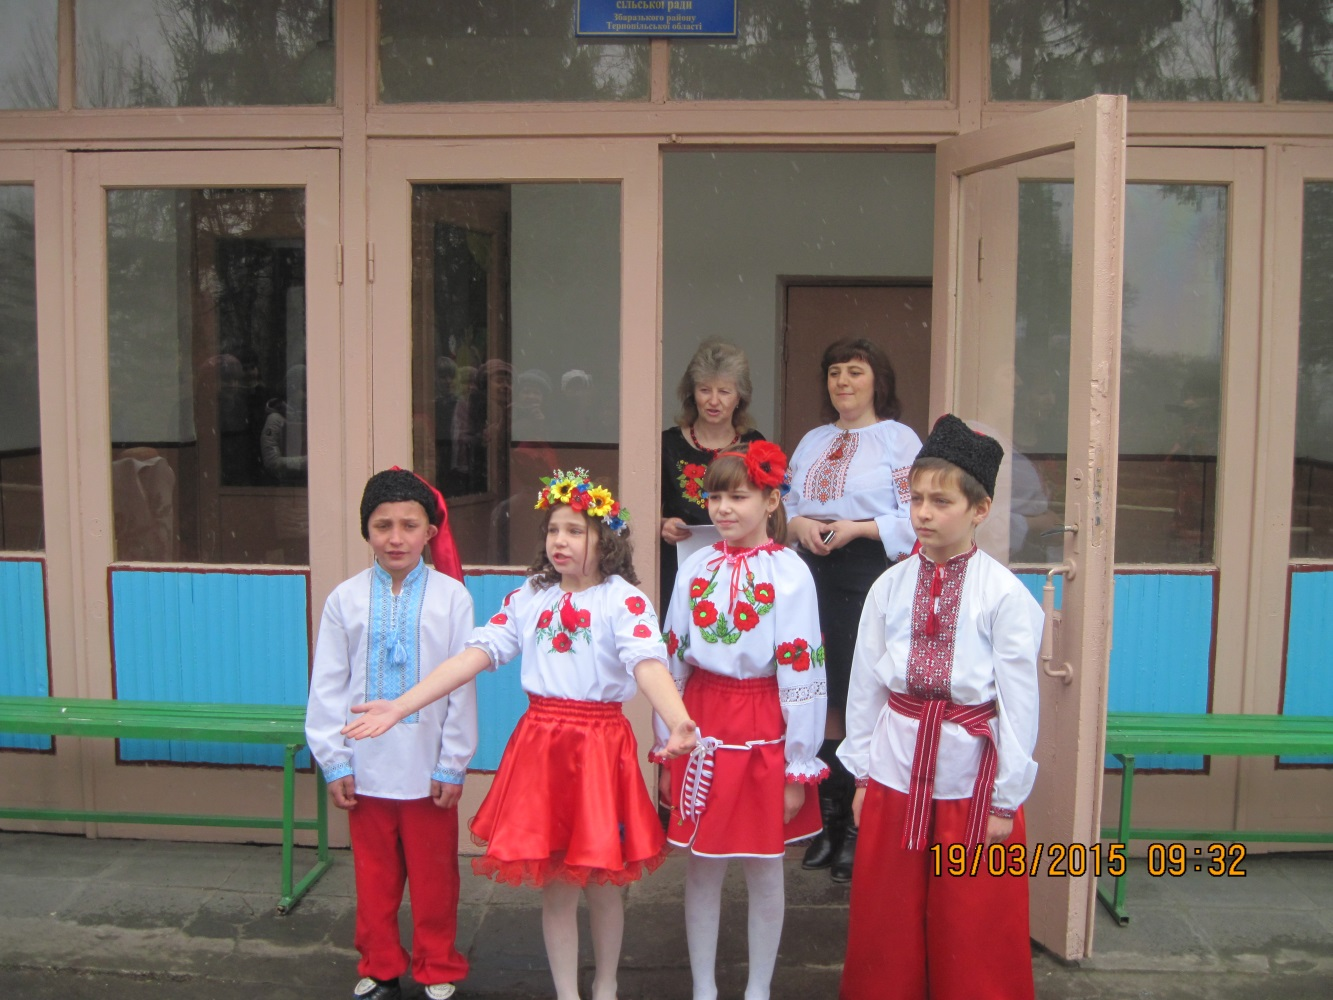 сільської ради
Збаразького району
Тернопільської області
19/03/2015 09:32